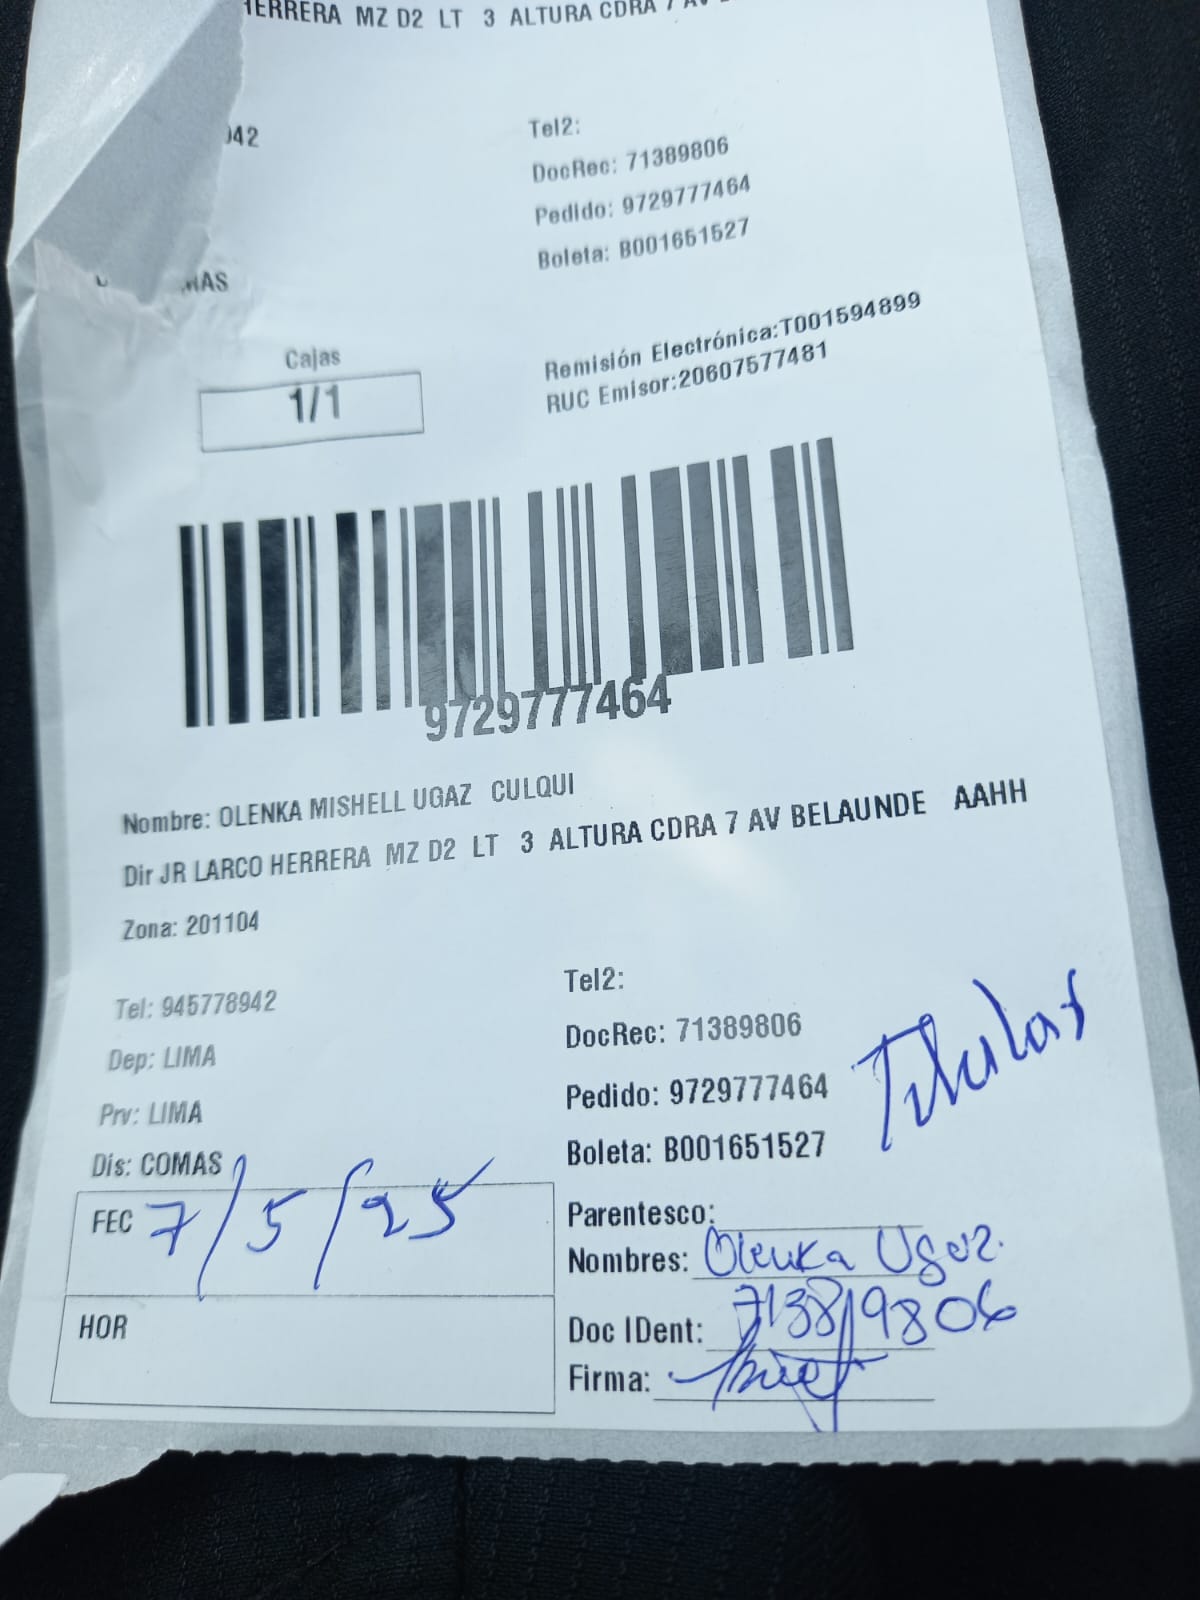 HERRERA MZ D2 LT 3 ALTURA CDRA 7 AV
942
Tel2:
DocRec: 71389806
Pedido: 9729777464
Boleta: B001651527
MAS
Cajas
1/1
Remisión Electrónica:T001594899
RUC Emisor:20607577481
9729777464
Nombre: OLENKA MISHELL UGAZ CULQUI
Dir JR LARCO HERRERA MZ D2 LT 3 ALTURA CDRA 7 AV BELAUNDE AAHH
Zona: 201104
Tel: 945778942
Dep: LIMA
Prv: LIMA
Dis: COMAS
Tel2:
DocRec: 71389806
Pedido: 9729777464
Boleta: B001651527
Titular
FEC 7/5/25
HOR
Parentesco:
Nombres: Olenka Ugaz.
Doc IDent: 71389806
Firma: